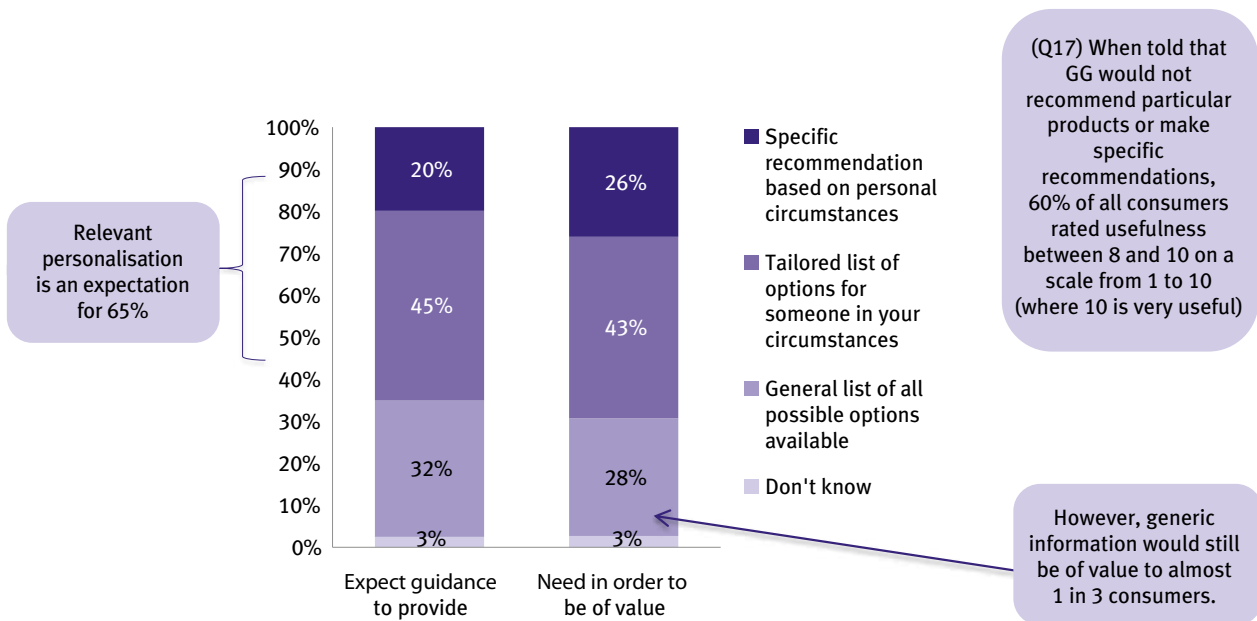 (Q17) When told that
GG would not
recommend particular
products or make
specific
recommendations,
60% of all consumers
rated usefulness
between 8 and 10 on a
scale from 1 to 10
(where 10 is very useful)
Relevant
personalisation
is an expectation
for 65%
100%
90%
80%
70%
60%
50%
40%
30%
20%
10%
0%
20%
45%
32%
3%
26%
43%
28%
3%
Expect guidance
to provide
Need in order to
be of value
Specific
recommendation
based on personal
circumstances
Tailored list of
options for
someone in your
circumstances
General list of all
possible options
available
Don't know
However, generic
information would still
be of value to almost
1 in 3 consumers.